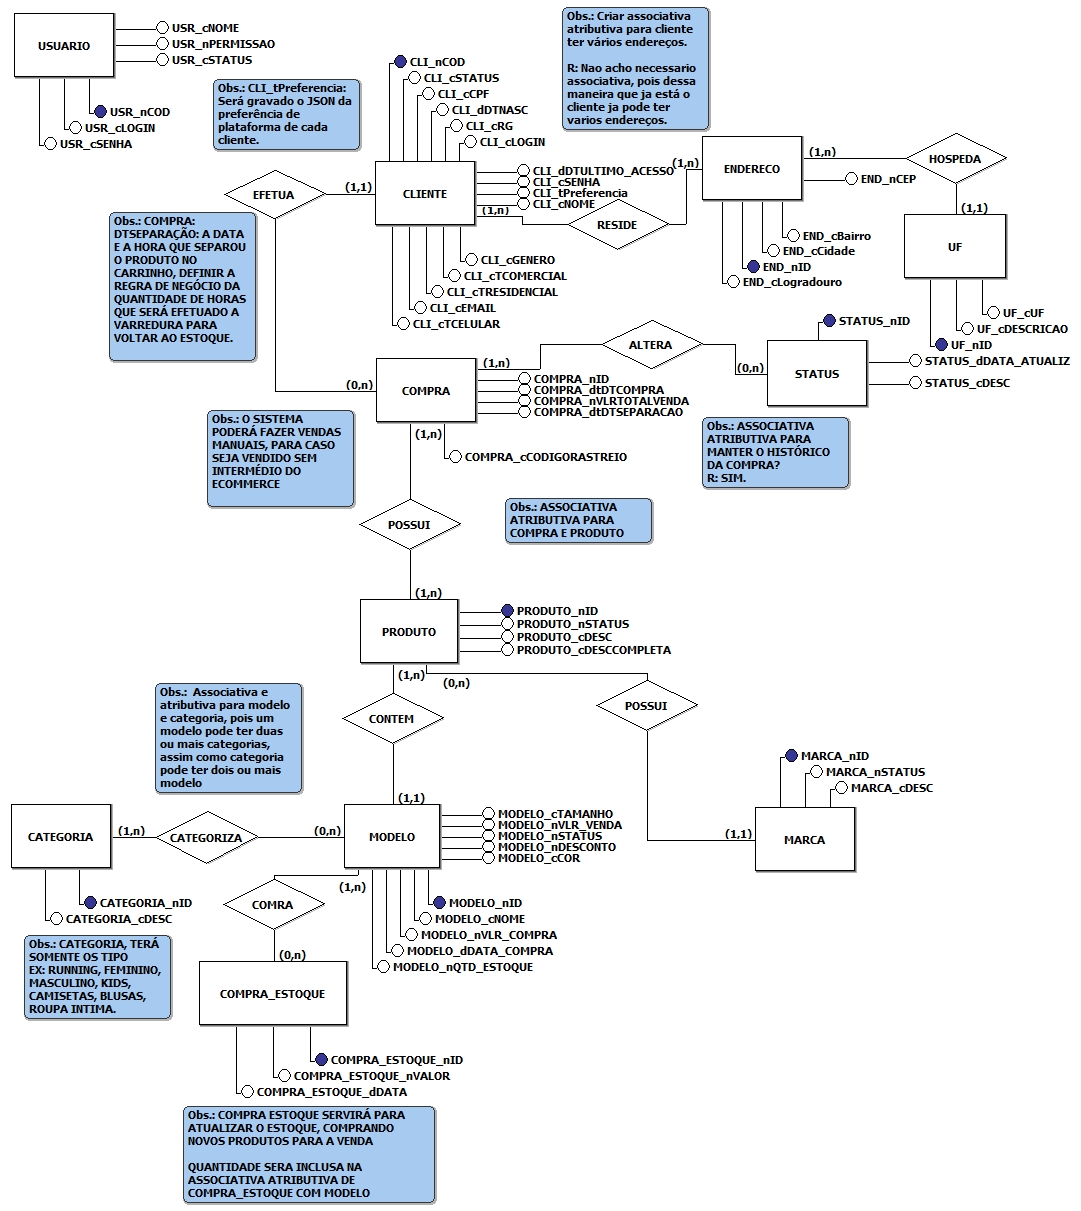 USUARIO
USR_cNOME
USR_nPERMISSAO
USR_cSTATUS
USR_nCOD
USR_cLOGIN
USR_cSENHA
Obs.: CLI_tPreferencia:
Será gravado o JSON da
preferência de
plataforma de cada
cliente.
CLI_nCOD
CLI_cSTATUS
CLI_cCPF
CLI_dDTNASC
CLI_cRG
CLI_cLOGIN
Obs.: Criar associativa
atributiva para cliente
ter vários endereços.
R: Nao acho necessario
associativa, pois dessa
maneira que ja está o
cliente ja pode ter
varios endereços.
EFETUA
(1,1)
CLIENTE
CLI_dDTULTIMO_ACESSO
CLI_cSENHA
CLI_tPreferencia
CLI_cNOME
(1,n)
RESIDE
(1,n)
ENDERECO
(1,n)
HOSPEDA
END_nCEP
(1,1)
UF
END_cBairro
END_cCidade
END_nID
END_cLogradouro
UF_cUF
UF_cDESCRICAO
UF_nID
Obs.: COMPRA:
DTSEPARAÇÃO: A DATA
E A HORA QUE SEPAROU
O PRODUTO NO
CARRINHO, DEFINIR A
REGRA DE NEGÓCIO DA
QUANTIDADE DE HORAS
QUE SERÁ EFETUADO A
VARREDURA PARA
VOLTAR AO ESTOQUE.
CLI_cGENERO
CLI_cTCOMERCIAL
CLI_cTRESIDENCIAL
CLI_cEMAIL
CLI_cTCELULAR
(0,n)
COMPRA
(1,n)
ALTERA
(0,n)
STATUS
STATUS_nID
STATUS_dDATA_ATUALIZ
STATUS_cDESC
COMPRA_nID
COMPRA_dtDTCOMPRA
COMPRA_nVLRTOTALVENDA
COMPRA_dtDTSEPARACAO
(1,n)
COMPRA_cCODIGORASTREIO
Obs.: O SISTEMA
PODERÁ FAZER VENDAS
MANUAIS, PARA CASO
SEJA VENDIDO SEM
INTERMÉDIO DO
ECOMMERCE
Obs.: ASSOCIATIVA
ATRIBUTIVA PARA
MANTER O HISTÓRICO
DA COMPRA?
R: SIM.
POSSUI
Obs.: ASSOCIATIVA
ATRIBUTIVA PARA
COMPRA E PRODUTO
(1,n)
PRODUTO
PRODUTO_nID
PRODUTO_nSTATUS
PRODUTO_cDESC
PRODUTO_cDESCCOMPLETA
(1,n)
(0,n)
Obs.: Associativa e
atributiva para modelo
e categoria, pois um
modelo pode ter duas
ou mais categorias,
assim como categoria
pode ter dois ou mais
modelo
CONTEM
POSSUI
MARCA_nID
MARCA_nSTATUS
MARCA_cDESC
(1,1)
MARCA
(1,1)
CATEGORIA
(1,n)
CATEGORIZA
(0,n)
MODELO
MODELO_cTAMANHO
MODELO_nVLR_VENDA
MODELO_nSTATUS
MODELO_nDESCONTO
MODELO_cCOR
CATEGORIA_nID
CATEGORIA_cDESC
(1,n)
COMRA
MODELO_nID
MODELO_cNOME
MODELO_nVLR_COMPRA
MODELO_dDATA_COMPRA
MODELO_nQTD_ESTOQUE
Obs.: CATEGORIA, TERÁ
SOMENTE OS TIPO
EX: RUNNING, FEMININO,
MASCULINO, KIDS,
CAMISETAS, BLUSAS,
ROUPA INTIMA.
(0,n)
COMPRA_ESTOQUE
COMPRA_ESTOQUE_nID
COMPRA_ESTOQUE_nVALOR
COMPRA_ESTOQUE_dDATA
Obs.: COMPRA ESTOQUE SERVIRÁ PARA
ATUALIZAR O ESTOQUE, COMPRANDO
NOVOS PRODUTOS PARA A VENDA
QUANTIDADE SERA INCLUSA NA
ASSOCIATIVA ATRIBUTIVA DE
COMPRA_ESTOQUE COM MODELO